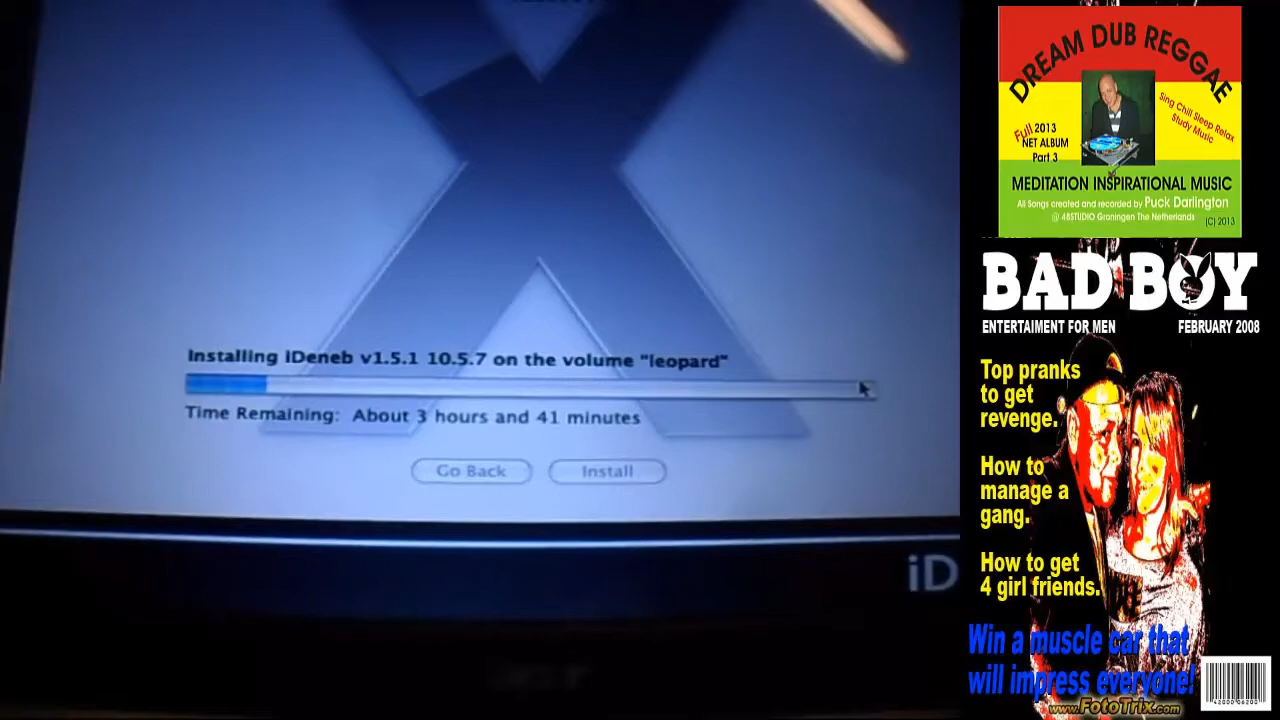 Installing iDeneb v1.5.1 10.5.7 on the volume "leopard"
Time Remaining: About 3 hours and 41 minutes
Go Back
Install
iD
DREAM DUB REGGAE
Sing Chill Sleep Relax
Study Music
Full 2013
NET ALBUM
Part 3
MEDITATION INSPIRATIONAL MUSIC
All Songs created and recorded by Puck Darlington
@ 48STUDIO Groningen The Netherlands
(C) 2013
BAD BOY
ENTERTAIMENT FOR MEN
FEBRUARY 2008
Top pranks
to get
revenge.
How to
manage a
gang.
How to get
4 girl friends.
Win a muscle car that
will impress everyone!
www.FotoTrix.com